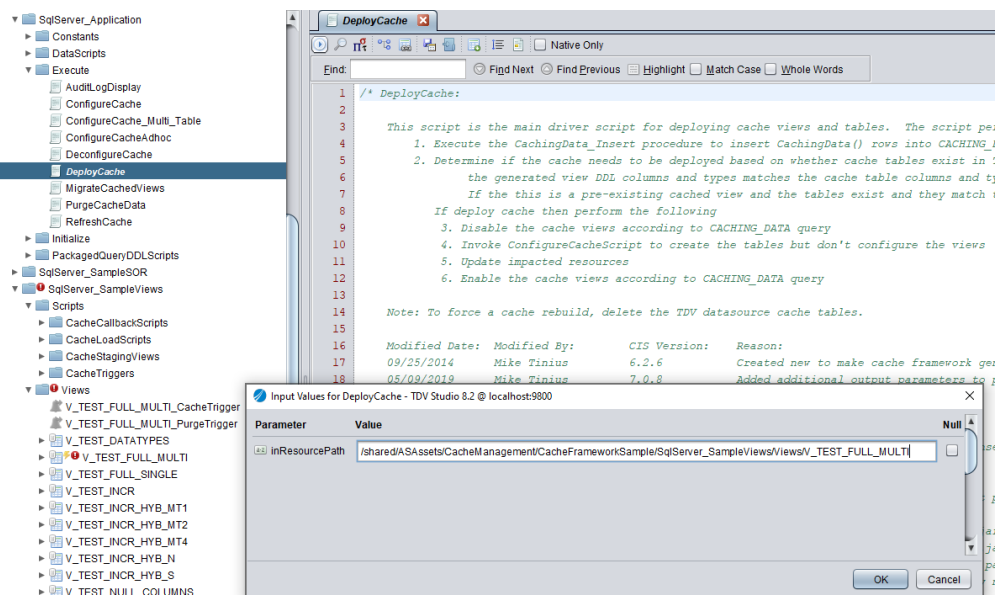 SqlServer_Application
Constants
DataScripts
Execute
AuditLogDisplay
ConfigureCache
ConfigureCache_Multi_Table
ConfigureCacheAdhoc
DeconfigureCache
DeployCache
MigrateCachedViews
PurgeCacheData
RefreshCache
Initialize
PackagedQueryDDLScripts
SqlServer_SampleSOR
SqlServer_SampleViews
Scripts
CacheCallbackScripts
CacheLoadScripts
CacheStagingViews
CacheTriggers
Views
V_TEST_FULL_MULTI_CacheTrigger
V_TEST_FULL_MULTI_PurgeTrigger
V_TEST_DATATYPES
V_TEST_FULL_MULTI
V_TEST_FULL_SINGLE
V_TEST_INCR
V_TEST_INCR_HYB_MT1
V_TEST_INCR_HYB_MT2
V_TEST_INCR_HYB_MT4
V_TEST_INCR_HYB_N
V_TEST_INCR_HYB_S
V_TEST_NULL_COLUMNS
DeployCache
Native Only
Find: Find Next Find Previous Highlight Match Case Whole Words
1 /* DeployCache:
2
3 This script is the main driver script for deploying cache views and tables. The script per
4 1. Execute the CachingData_Insert procedure to insert CachingData() rows into CACHING_D
5 2. Determine if the cache needs to be deployed based on whether cache tables exist in T
6 the generated view DDL columns and types matches the cache table columns and ty
7 If the this is a pre-existing cached view and the tables exist and they match
8 If deploy cache then perform the following
9 3. Disable the cache views according to CACHING_DATA query
10 4. Invoke ConfigureCacheScript to create the tables but don't configure the views
11 5. Update impacted resources
12 6. Enable the cache views according to CACHING_DATA query
13
14 Note: To force a cache rebuild, delete the TDV datasource cache tables.
15
16 Modified Date: Modified By: CIS Version: Reason:
17 09/25/2014 Mike Tinius 6.2.6 Created new to make cache framework gen
18 05/09/2019 Mike Tinius 7.0.8 Added additional output parameters to p
Input Values for DeployCache - TDV Studio 8.2 @ localhost:9800
Parameter Value Null
inResourcePath /shared/ASAssets/CacheManagement/CacheFrameworkSample/SqlServer_SampleViews/Views/V_TEST_FULL_MULTI
OK Cancel